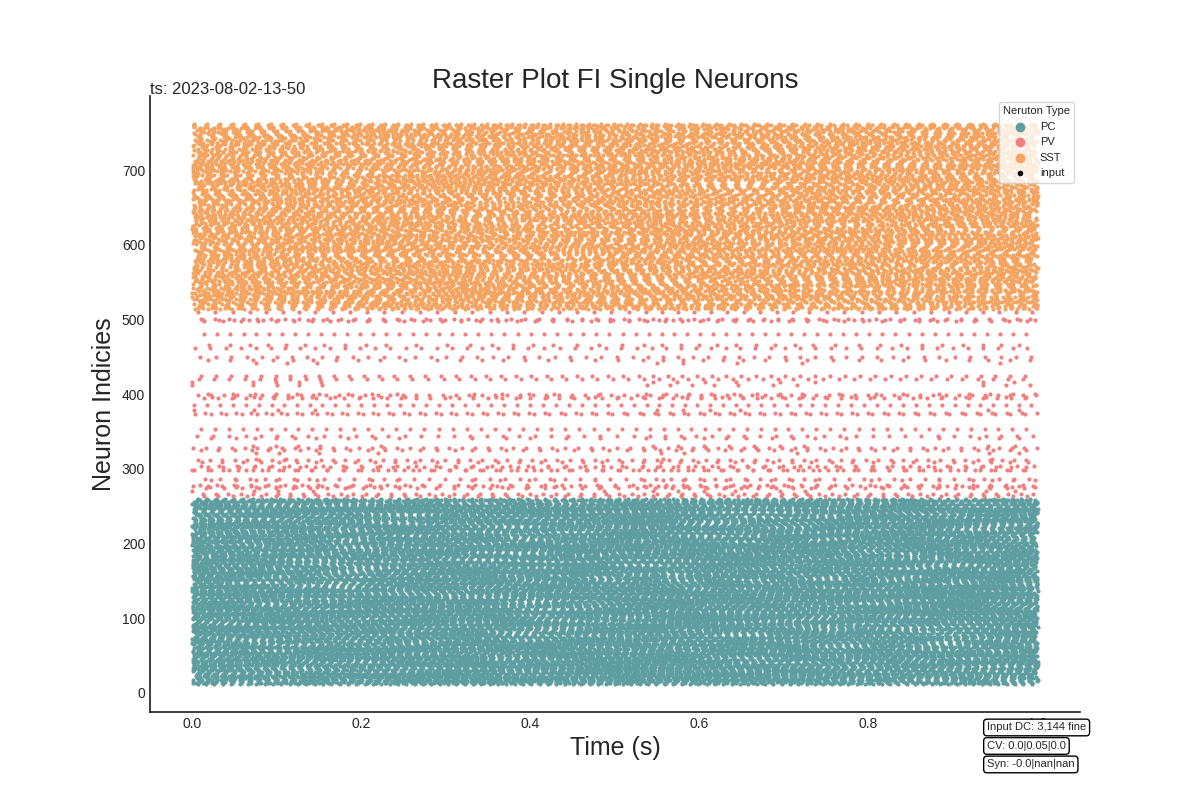 Raster Plot FI Single Neurons
ts: 2023-08-02-13-50
Neruton Type
PC
PV
SST
input
Neuron Indicies
700
600
500
400
300
200
100
0
0.0 0.2 0.4 0.6 0.8
Time (s)
Input DC: 3,144 fine
CV: 0.0|0.05|0.0
Syn: -0.0|nan|nan